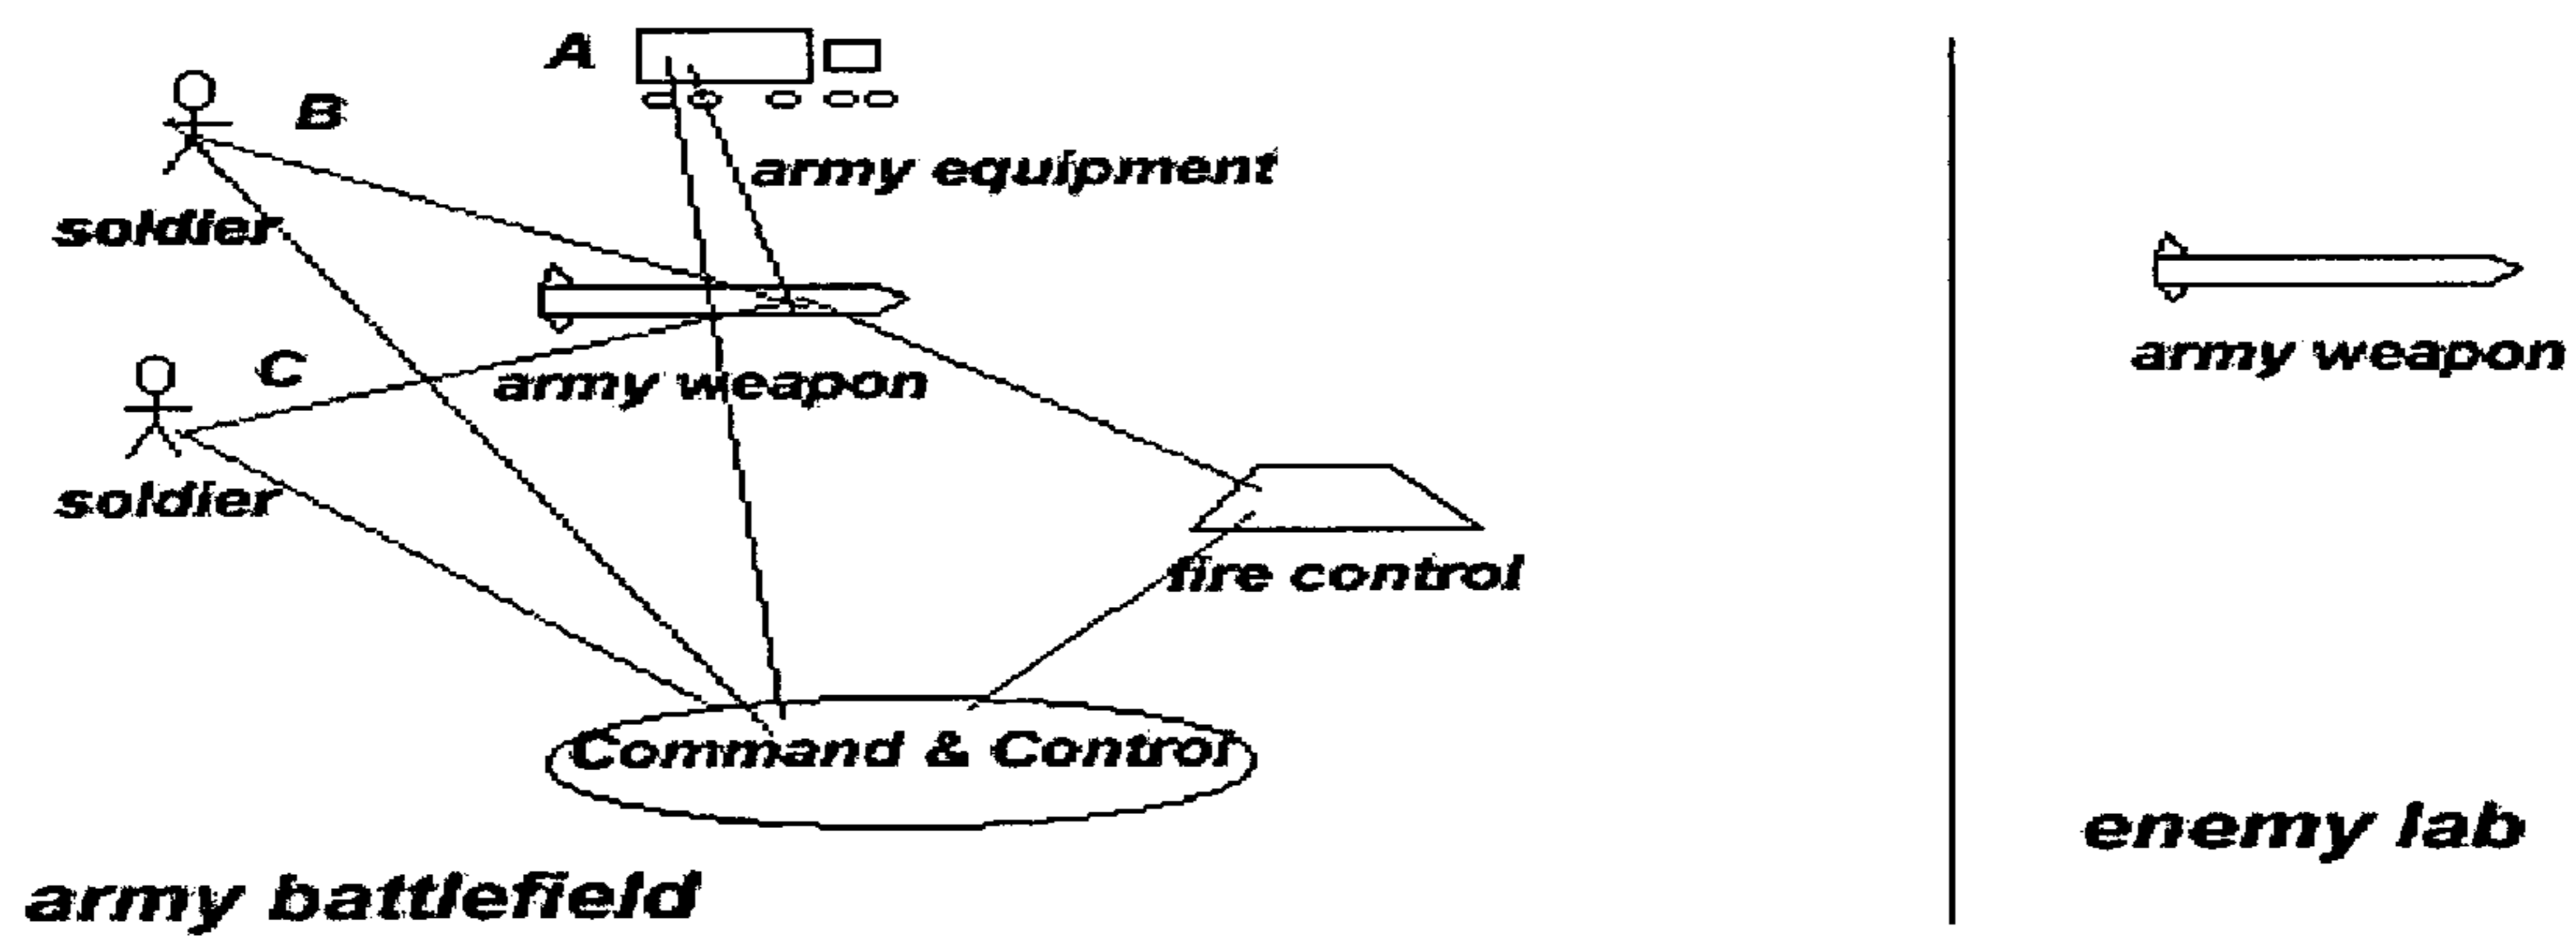 A
B
army equipment
soldier
army weapon
C
army weapon
soldier
fire control
Command & Control
enemy lab
army battlefield